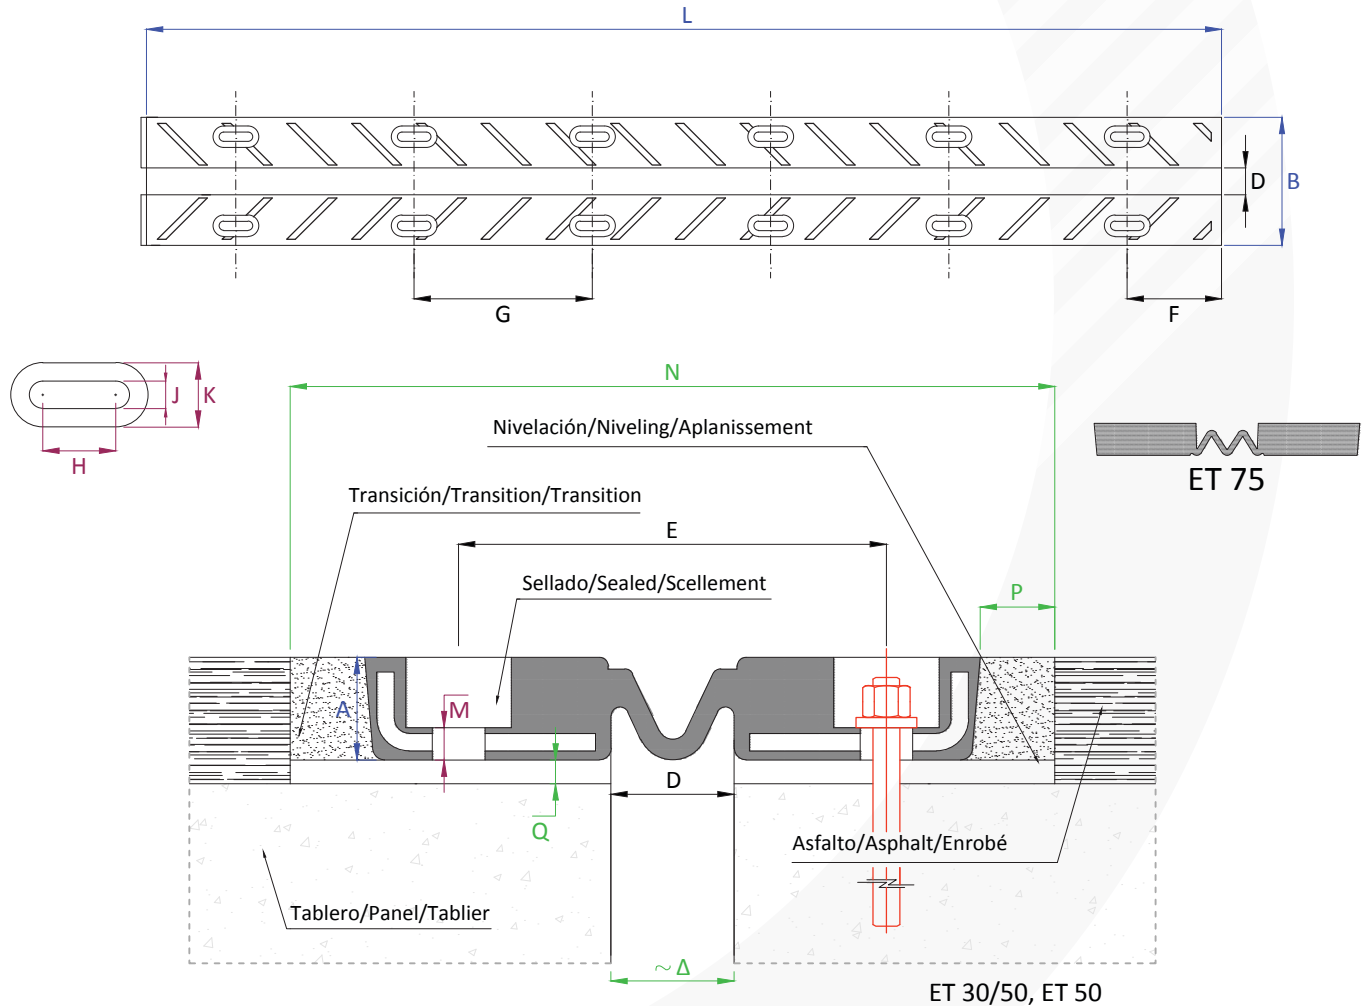 L
D
B
G
F
J
K
H
N
Nivelación/Niveling/Aplanissement
ET 75
Transición/Transition/Transition
E
Sellado/Sealed/Scellement
P
A
M
D
Q
Asfalto/Asphalt/Enrobé
Tablero/Panel/Tablier
~ Δ
ET 30/50, ET 50